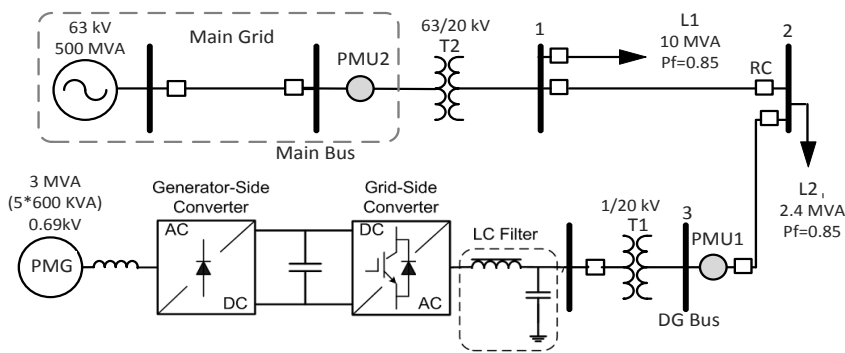 63 kV
500 MVA
Main Grid
PMU2
Main Bus
63/20 kV
T2
1
L1
10 MVA
Pf=0.85
RC
2
L2
2.4 MVA
Pf=0.85
3 MVA
(5*600 KVA)
0.69kV
PMG
Generator-Side
Converter
AC
DC
Grid-Side
Converter
DC
AC
LC Filter
1/20 kV
T1
3
PMU1
DG Bus